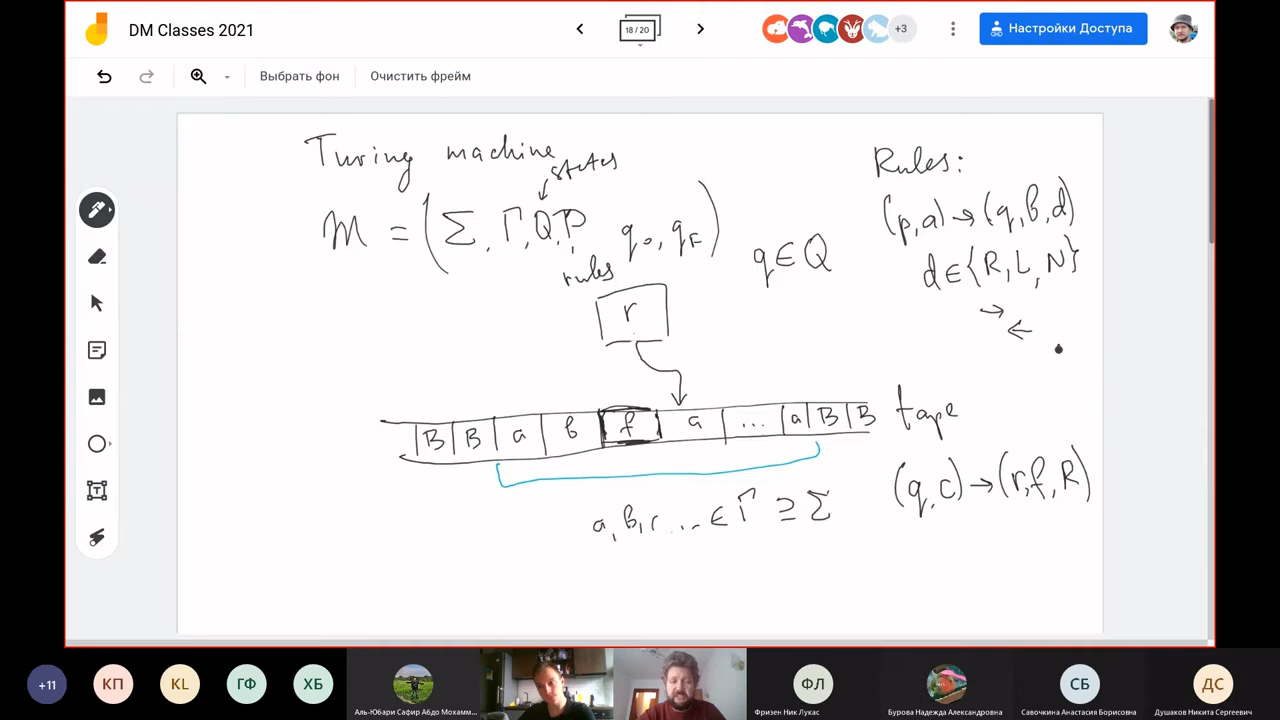 DM Classes 2021
18 / 20
+3
Настройки Доступа
Выбрать фон
Очистить фрейм
Turing machine
states
M = (Σ, Γ, Q, P, q₀, q_F)
rules
q ∈ Q
Rules:
(p, a) → (q, b, d)
d ∈ {R, L, N}
→
←
r
B B a b f a ... a B B
tape
(q, c) → (r, f, R)
a, b, r ... ∈ Γ ⊇ Σ
+11
КП
KL
ГФ
ХБ
Аль-Юбари Сафир Абдо Мохамм...
ФЛ
Фризен Ник Лукас
Бурова Надежда Александровна
СБ
Савочкина Анастасия Борисовна
ДС
Душаков Никита Сергеевич